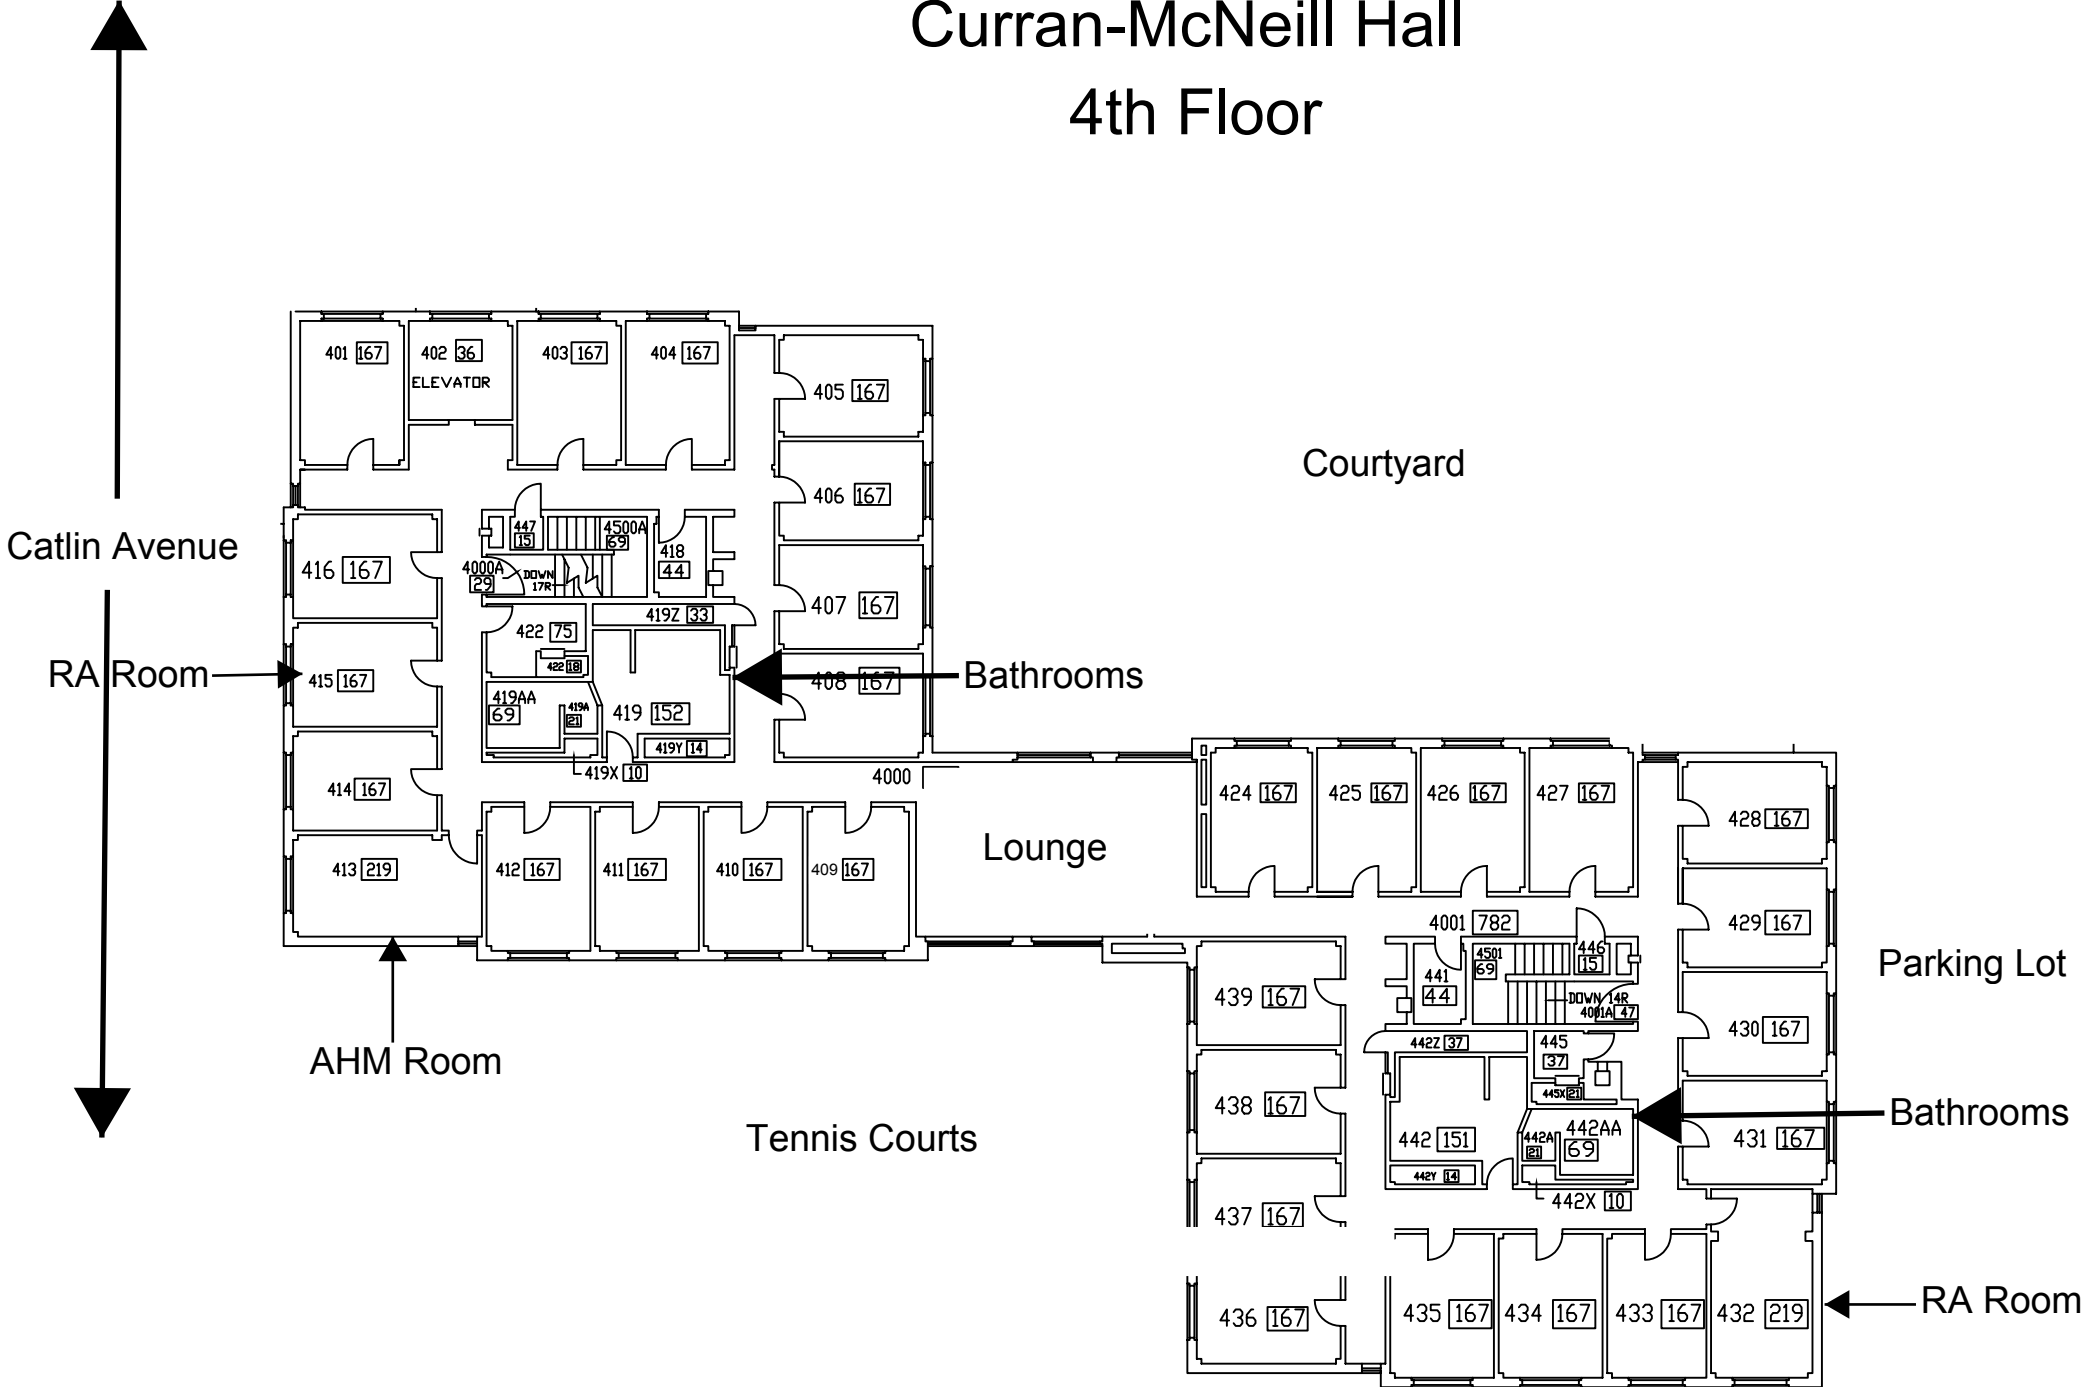 Curran-McNeill Hall
4th Floor
401 167
402 36
ELEVATOR
403 167
404 167
405 167
406 167
407 167
408 167
Courtyard
Catlin Avenue
416 167
447
15
4500A
69
418
44
4000A
29
DOWN
17R
419Z 33
422 75
422 18
RA Room
415 167
419AA
69
419A
21
419 152
Bathrooms
419Y 14
419X 10
4000
414 167
413 219
412 167
411 167
410 167
409 167
Lounge
AHM Room
Tennis Courts
424 167
425 167
426 167
427 167
428 167
429 167
430 167
431 167
4001 782
Parking Lot
439 167
441
44
4501
69
446
15
DOWN 14R
4001A 47
442Z 37
445
37
445X 21
438 167
442 151
442A
21
442AA
69
Bathrooms
442Y 14
442X 10
437 167
436 167
435 167
434 167
433 167
432 219
RA Room